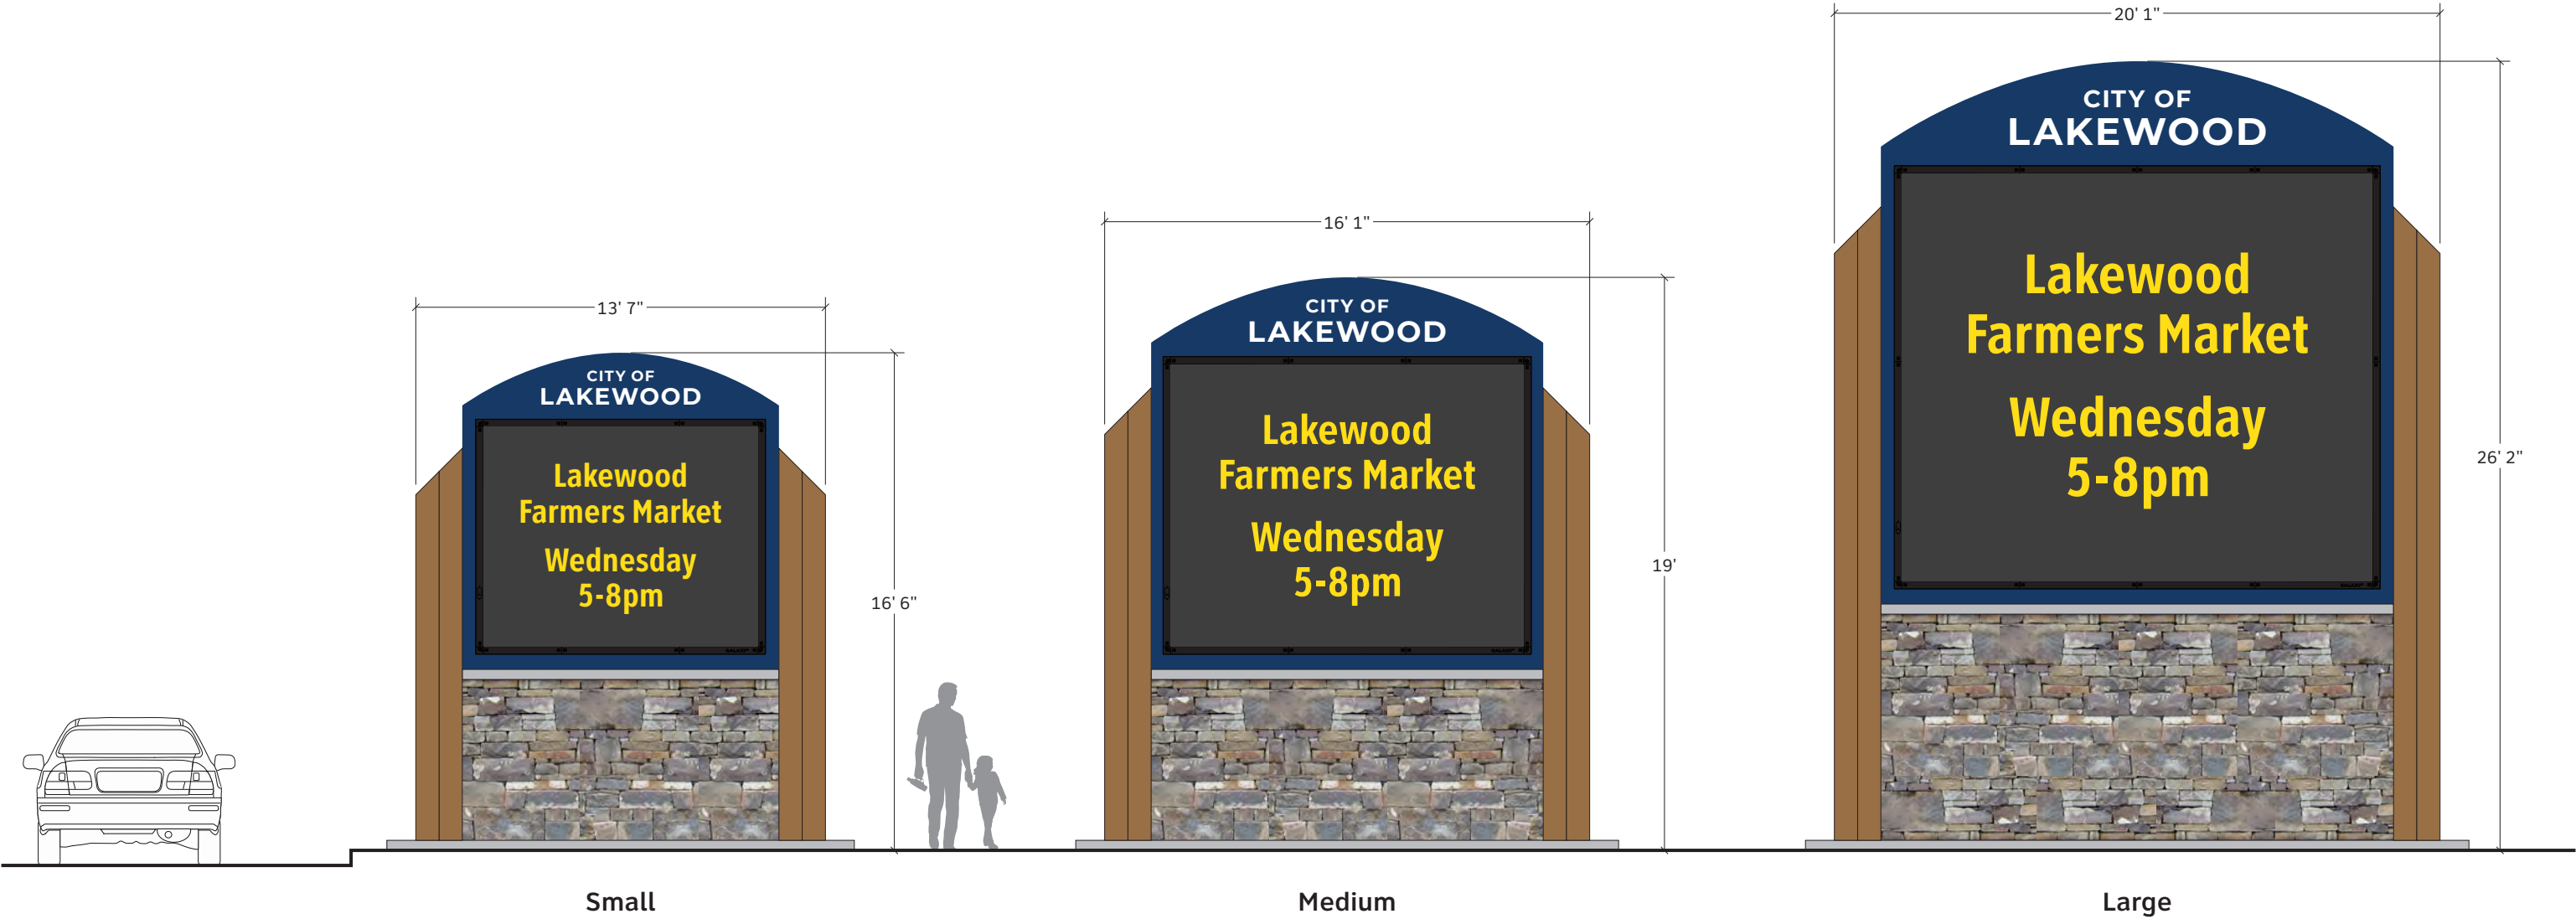 13' 7"
CITY OF
LAKEWOOD
Lakewood
Farmers Market
Wednesday
5-8pm
16' 6"
Small
16' 1"
CITY OF
LAKEWOOD
Lakewood
Farmers Market
Wednesday
5-8pm
19'
Medium
20' 1"
CITY OF
LAKEWOOD
Lakewood
Farmers Market
Wednesday
5-8pm
26' 2"
Large